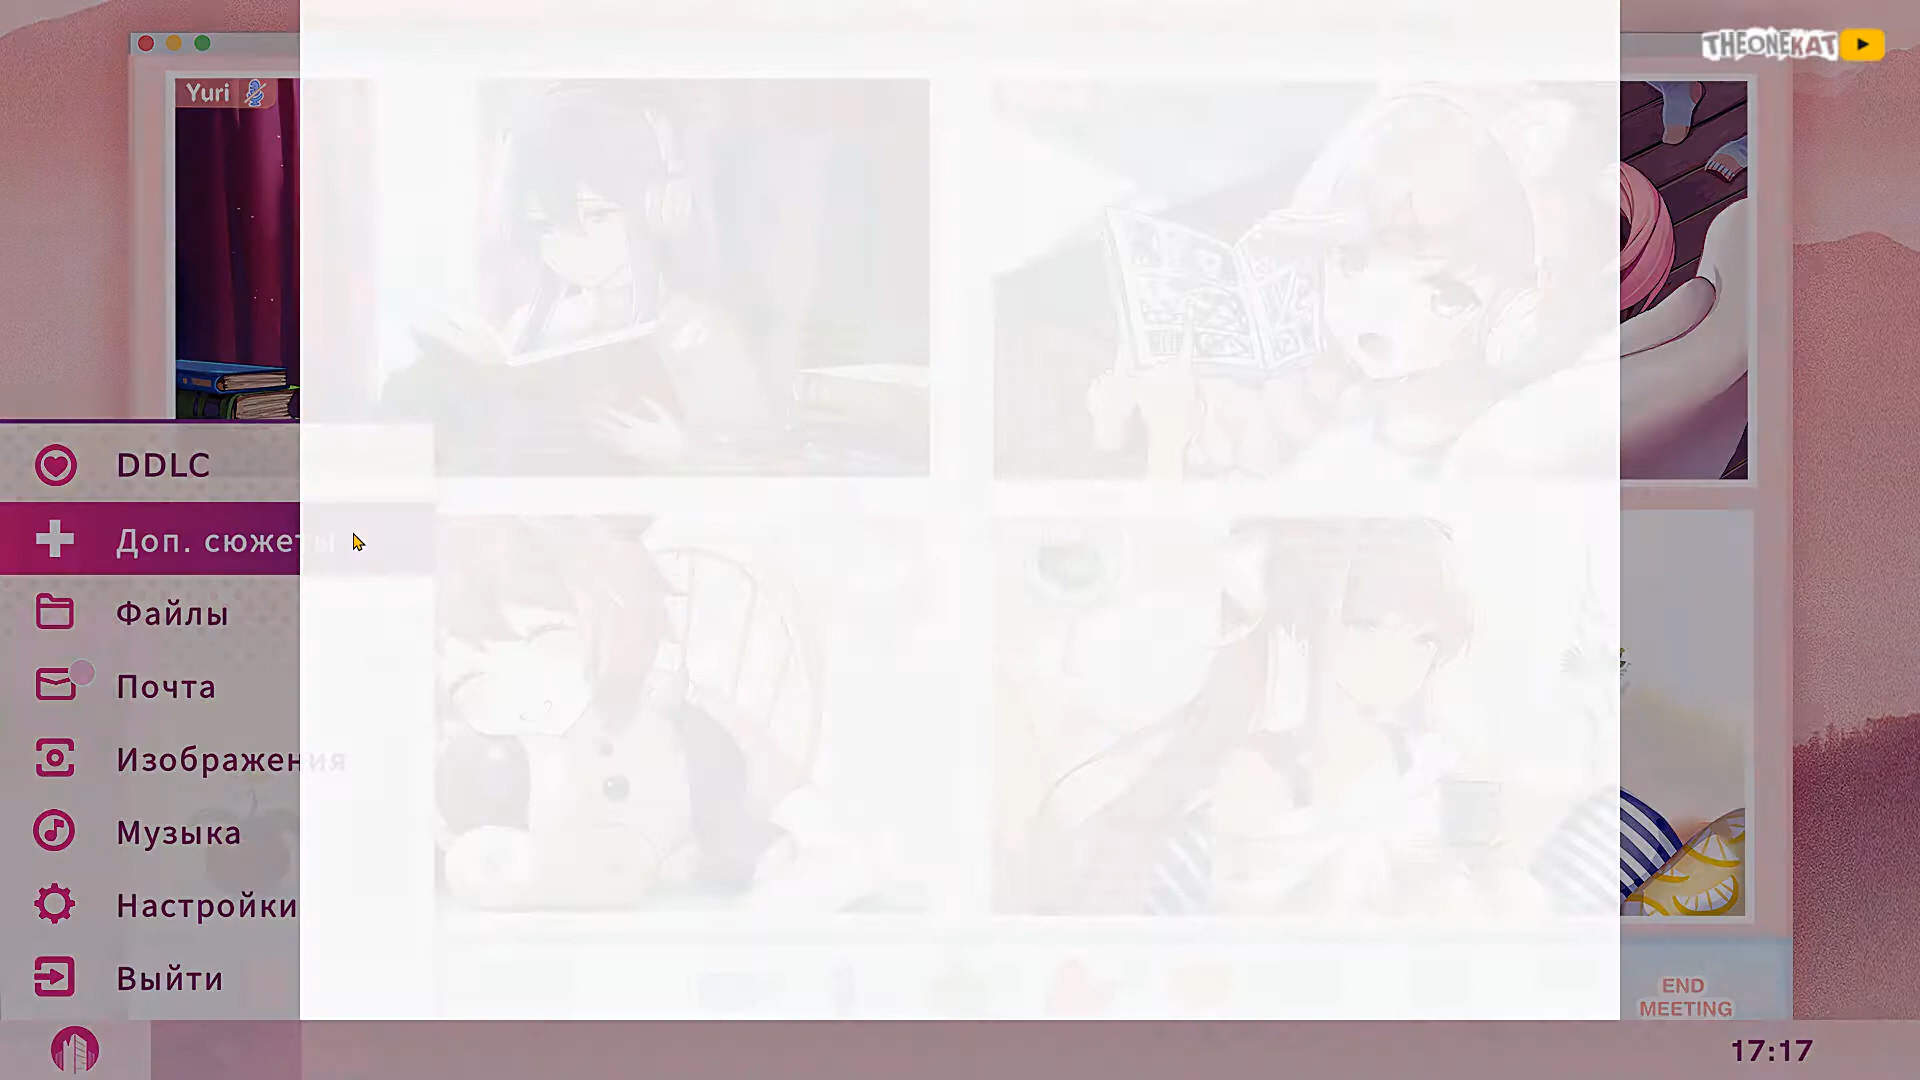 THEONEKAT
Yuri
DDLC
Доп. сюжеты
Файлы
Почта
Изображения
Музыка
Настройки
Выйти
END
MEETING
17:17